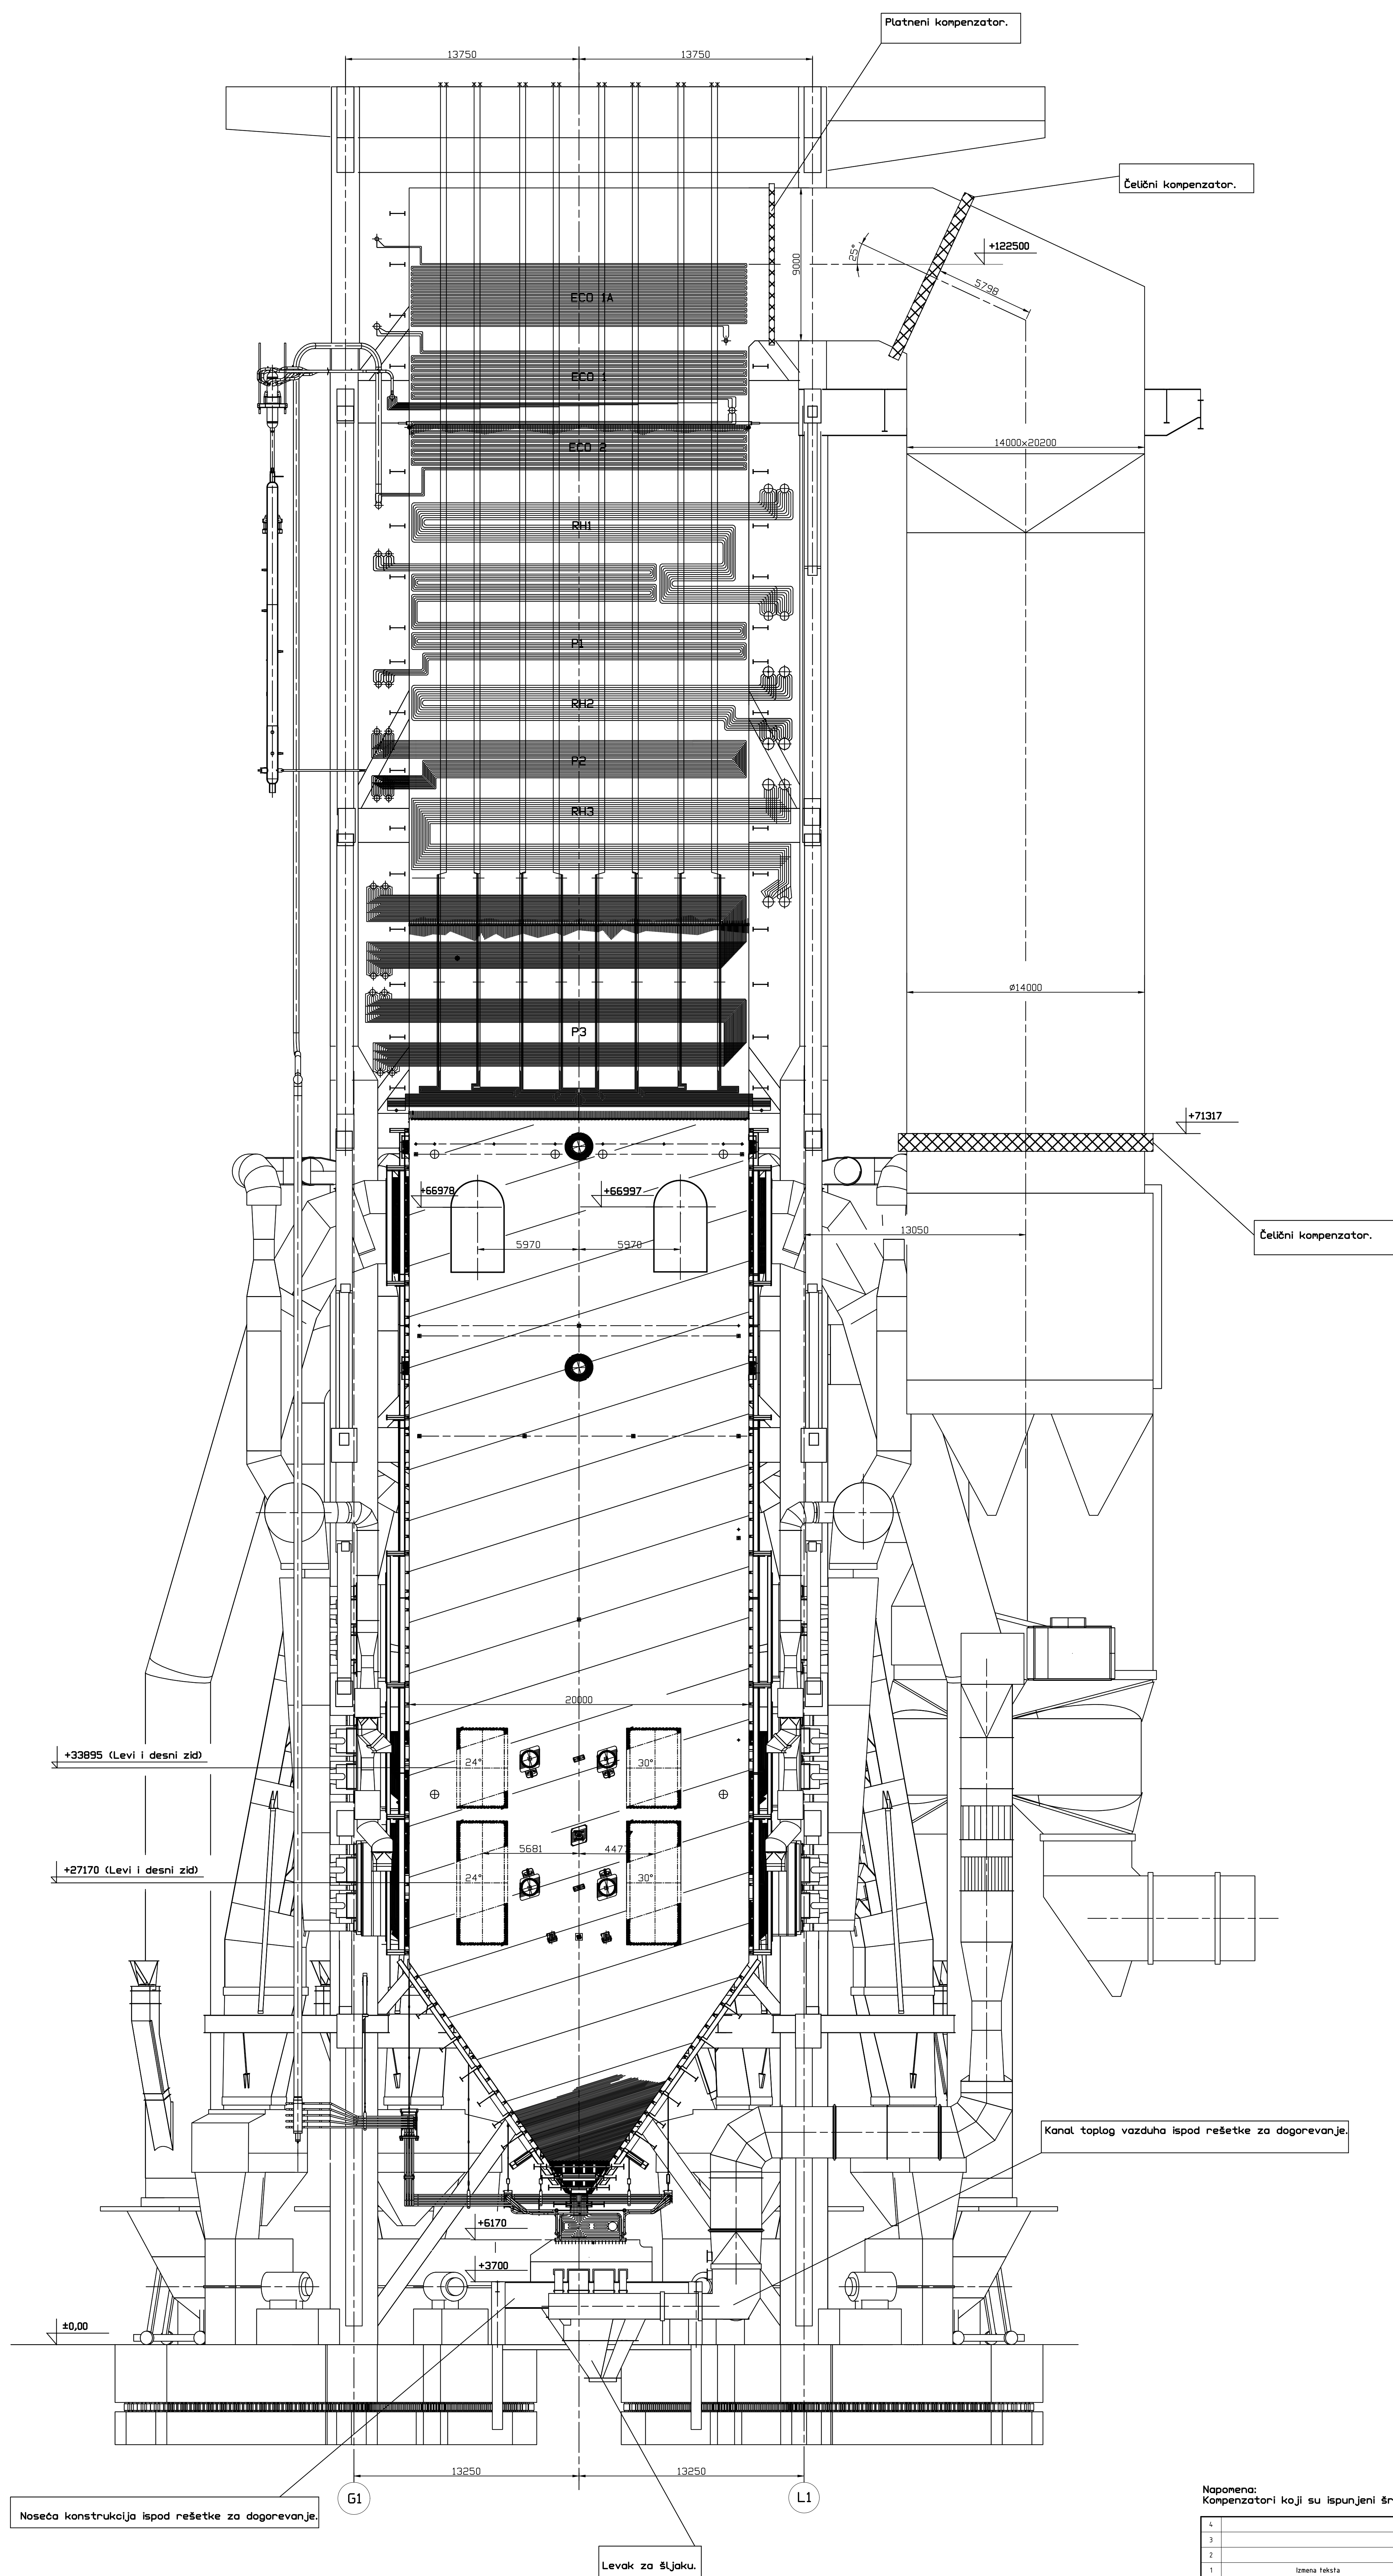 Platneni kompenzator.
13750
13750
Čelični kompenzator.
+122500
25°
9000
5798
ECO 1A
ECO 1
ECO 2
14000x20200
RH1
P1
RH2
P2
RH3
ø14000
P3
+71317
+66978
+66997
13050
Čelični kompenzator.
5970
5970
20000
+33895 (Levi i desni zid)
24°
30°
5681
+27170 (Levi i desni zid)
24°
30°
Kanal toplog vazduha ispod rešetke za dogorevanje.
+6170
+3700
±0,00
13250
13250
G1
L1
Noseća konstrukcija ispod rešetke za dogorevanje.
Levak za šljaku.
Napomena:
Kompenzatori koji su ispunjeni
4
3
2
1 Izmena teksta